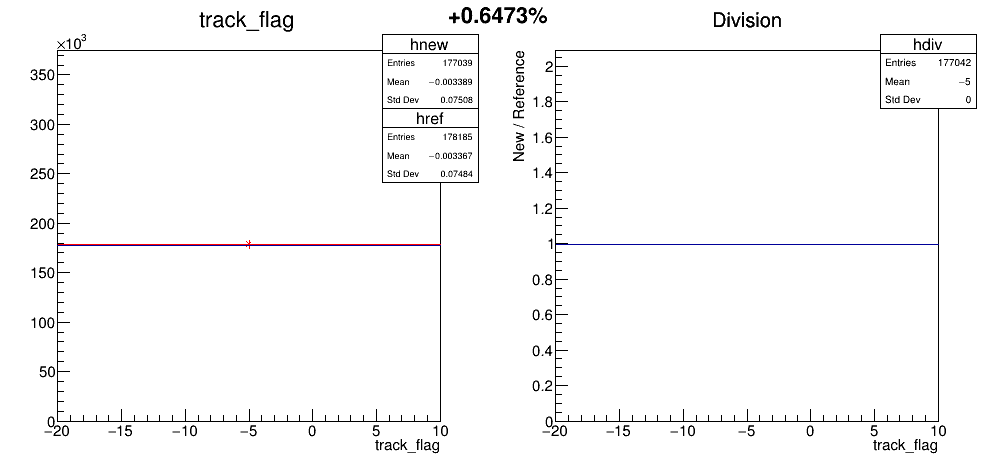 +0.6473%
track_flag
×10³
350
300
250
200
150
100
50
0
−20 −15 −10 −5 0 5 10
track_flag
hnew
Entries 177039
Mean −0.003389
Std Dev 0.07508
href
Entries 178185
Mean −0.003367
Std Dev 0.07484
Division
New / Reference
2
1.8
1.6
1.4
1.2
1
0.8
0.6
0.4
0.2
0
−20 −15 −10 −5 0 5 10
track_flag
hdiv
Entries 177042
Mean −5
Std Dev 0